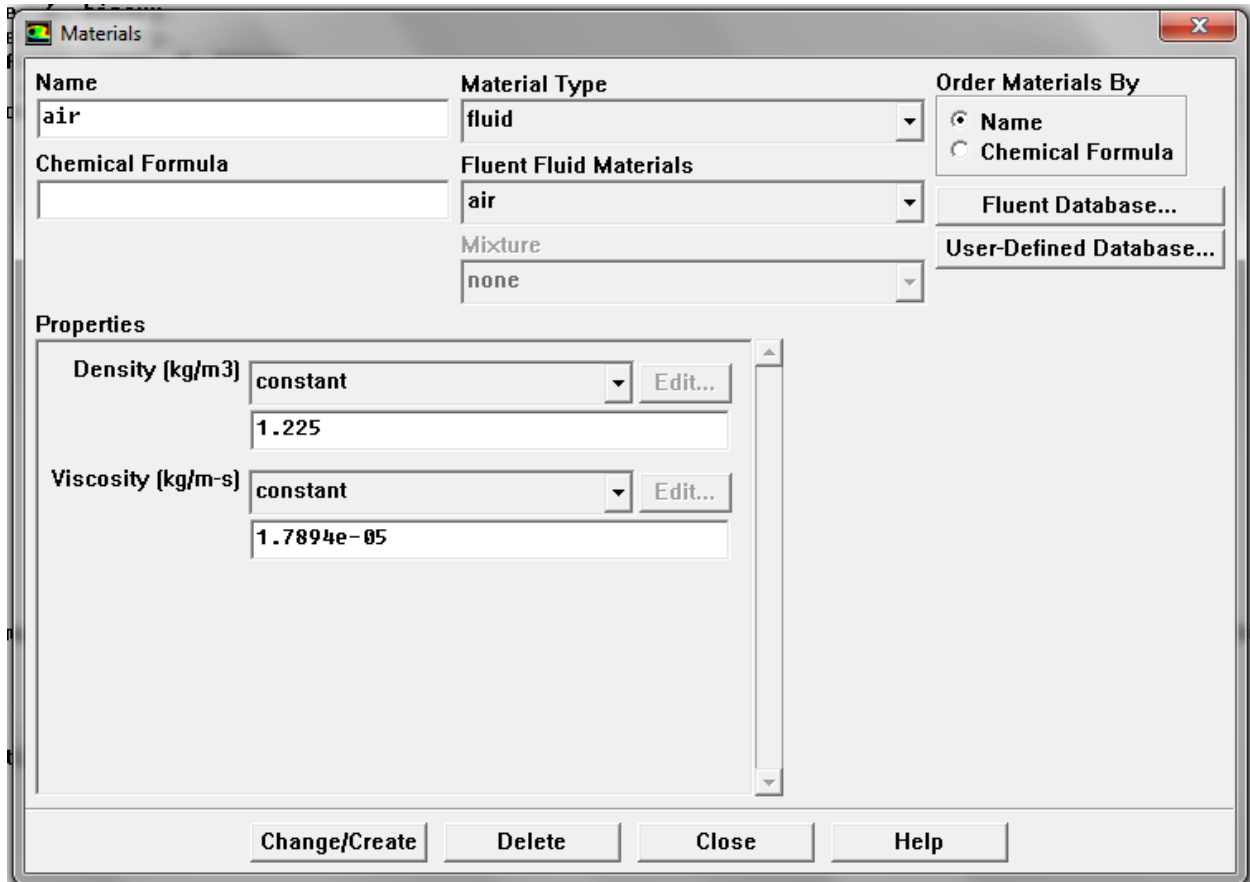 Materials
Name
air
Chemical Formula
Material Type
fluid
Fluent Fluid Materials
air
Mixture
none
Order Materials By
Name
Chemical Formula
Fluent Database...
User-Defined Database...
Properties
Density (kg/m3)
constant
Edit...
1.225
Viscosity (kg/m-s)
constant
Edit...
1.7894e-05
Change/Create
Delete
Close
Help